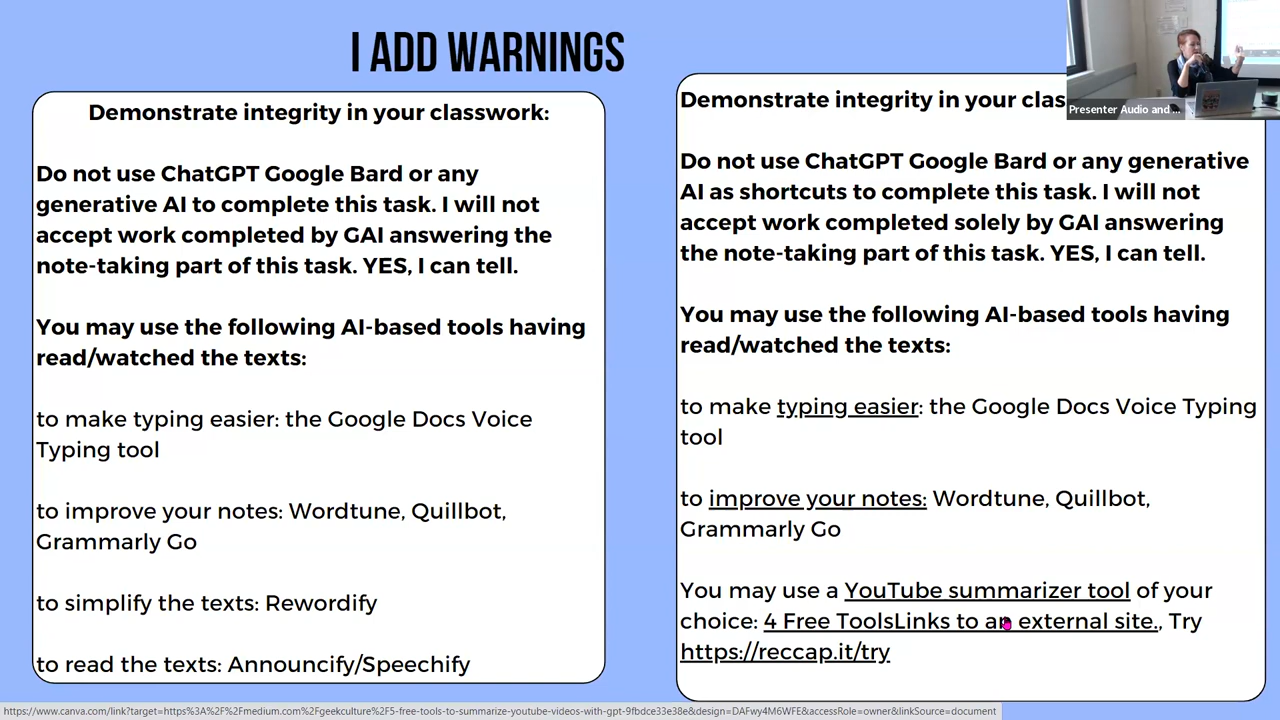 I ADD WARNINGS
Demonstrate integrity in your classwork:
Do not use ChatGPT Google Bard or any
generative AI to complete this task. I will not
accept work completed by GAI answering the
note-taking part of this task. YES, I can tell.
You may use the following AI-based tools having
read/watched the texts:
to make typing easier: the Google Docs Voice
Typing tool
to improve your notes: Wordtune, Quillbot,
Grammarly Go
to simplify the texts: Rewordify
to read the texts: Announcify/Speechify
Demonstrate integrity in your clas
Do not use ChatGPT Google Bard or any generative
AI as shortcuts to complete this task. I will not
accept work completed solely by GAI answering
the note-taking part of this task. YES, I can tell.
You may use the following AI-based tools having
read/watched the texts:
to make typing easier: the Google Docs Voice Typing
tool
to improve your notes: Wordtune, Quillbot,
Grammarly Go
You may use a YouTube summarizer tool of your
choice: 4 Free ToolsLinks to an external site., Try
https://reccap.it/try
Presenter Audio and ...
https://www.canva.com/link?target=https%3A%2F%2Fmedium.com%2Fgeekculture%2F5-free-tools-to-summarize-youtube-videos-with-gpt-9fbdce33e38e&design=DAFwy4M6WFE&accessRole=owner&linkSource=document